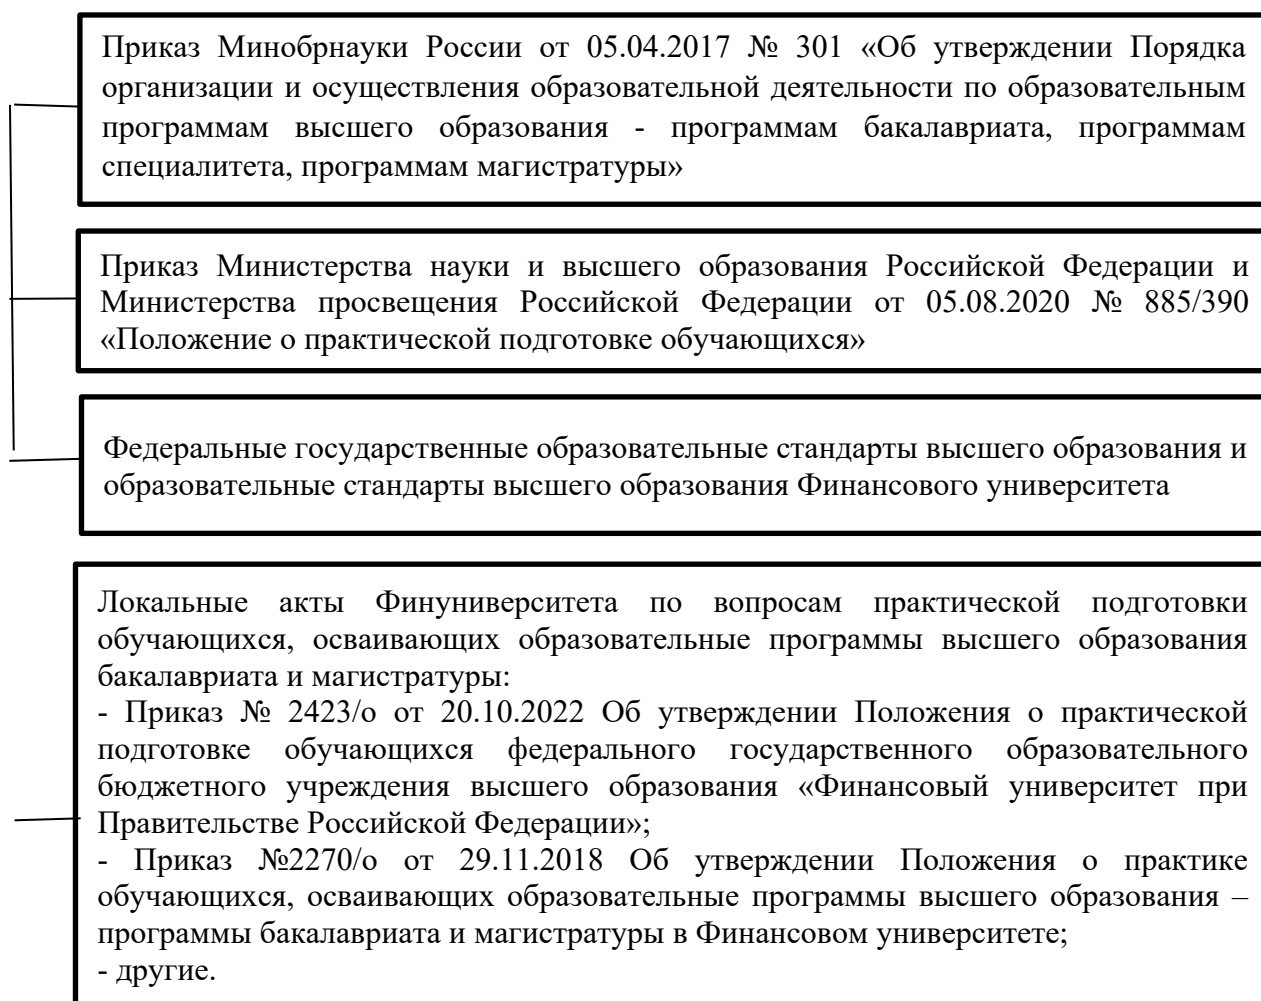 Приказ Минобрнауки России от 05.04.2017 № 301 «Об утверждении Порядка
организации и осуществления образовательной деятельности по образовательным
программам высшего образования - программам бакалавриата, программам
специалитета, программам магистратуры»
Приказ Министерства науки и высшего образования Российской Федерации и
Министерства просвещения Российской Федерации от 05.08.2020 № 885/390
«Положение о практической подготовке обучающихся»
Федеральные государственные образовательные стандарты высшего образования и
образовательные стандарты высшего образования Финансового университета
Локальные акты Финуниверситета по вопросам практической подготовки
обучающихся, осваивающих образовательные программы высшего образования
бакалавриата и магистратуры:
- Приказ № 2423/о от 20.10.2022 Об утверждении Положения о практической
подготовке обучающихся федерального государственного образовательного
бюджетного учреждения высшего образования «Финансовый университет при
Правительстве Российской Федерации»;
- Приказ №2270/о от 29.11.2018 Об утверждении Положения о практике
обучающихся, осваивающих образовательные программы высшего образования –
программы бакалавриата и магистратуры в Финансовом университете;
- другие.